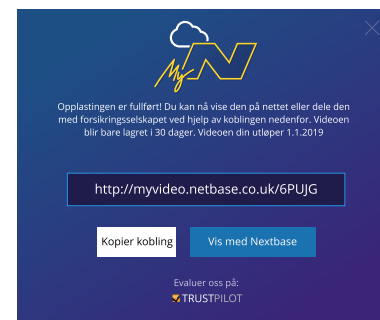 My N
Opplastingen er fullført! Du kan nå vise den på nettet eller dele den
med forsikringsselskapet ved hjelp av koblingen nedenfor. Videoen
blir bare lagret i 30 dager. Videoen din utløper 1.1.2019
http://myvideo.netbase.co.uk/6PUJG
Kopier kobling
Vis med Nextbase
Evaluer oss på:
TRUSTPILOT